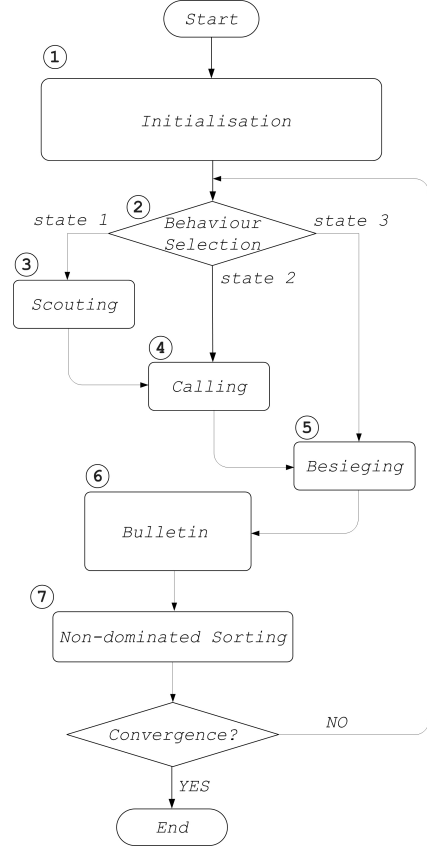 Start
1
Initialisation
2
Behaviour
Selection
state 1
state 3
state 2
3
Scouting
4
Calling
5
Besieging
6
Bulletin
7
Non-dominated Sorting
Convergence?
NO
YES
End